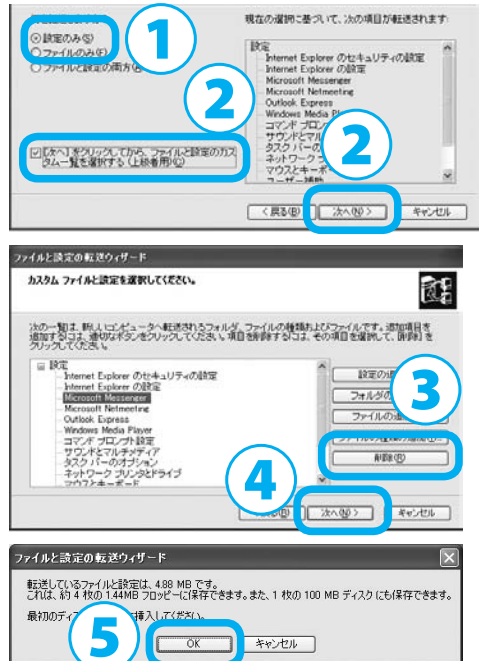 現在の選択に基づいて、次の項目が転送されます
設定のみ(S)
ファイルのみ(F)
ファイルと設定の両方(
1
設定
Internet Explorer のセキュリティの設定
Internet Explorer の設定
Microsoft Messenger
Microsoft Netmeeting
Outlook Express
Windows Media Pl
コマンド プロン
サウンドとマル
タスク バーの
ネットワーク
マウスとキーボ
ユーザー補助
2
[次へ] をクリックしてから、ファイルと設定のカス
タム一覧を選択する (上級者用)(C)
2
< 戻る(B)
次へ(N) >
キャンセル
ファイルと設定の転送ウィザード
カスタム ファイルと設定を選択してください。
次の一覧は、新しいコンピュータへ転送されるフォルダ、ファイルの種類およびファイルです。追加項目を
追加するには、適切なボタンをクリックしてください。項目を削除するには、その項目を選択して、[削除] を
クリックしてください。
設定
Internet Explorer のセキュリティの設定
Internet Explorer の設定
Microsoft Messenger
Microsoft Netmeeting
Outlook Express
Windows Media Player
コマンド プロンプト設定
サウンドとマルチメディア
タスク バーのオプション
ネットワーク プリンタとドライブ
マウスとキーボード
設定の追
フォルダの
ファイルの追
削除(R)
3
4
次へ(N) >
キャンセル
ファイルと設定の転送ウィザード
転送しているファイルと設定は、4.88 MB です。
これは、約 4 枚の 1.44MB フロッピーに保存できます。また、1 枚の 100 MB ディスク にも保存できます。
最初のディ 挿入してください。
5
OK
キャンセル